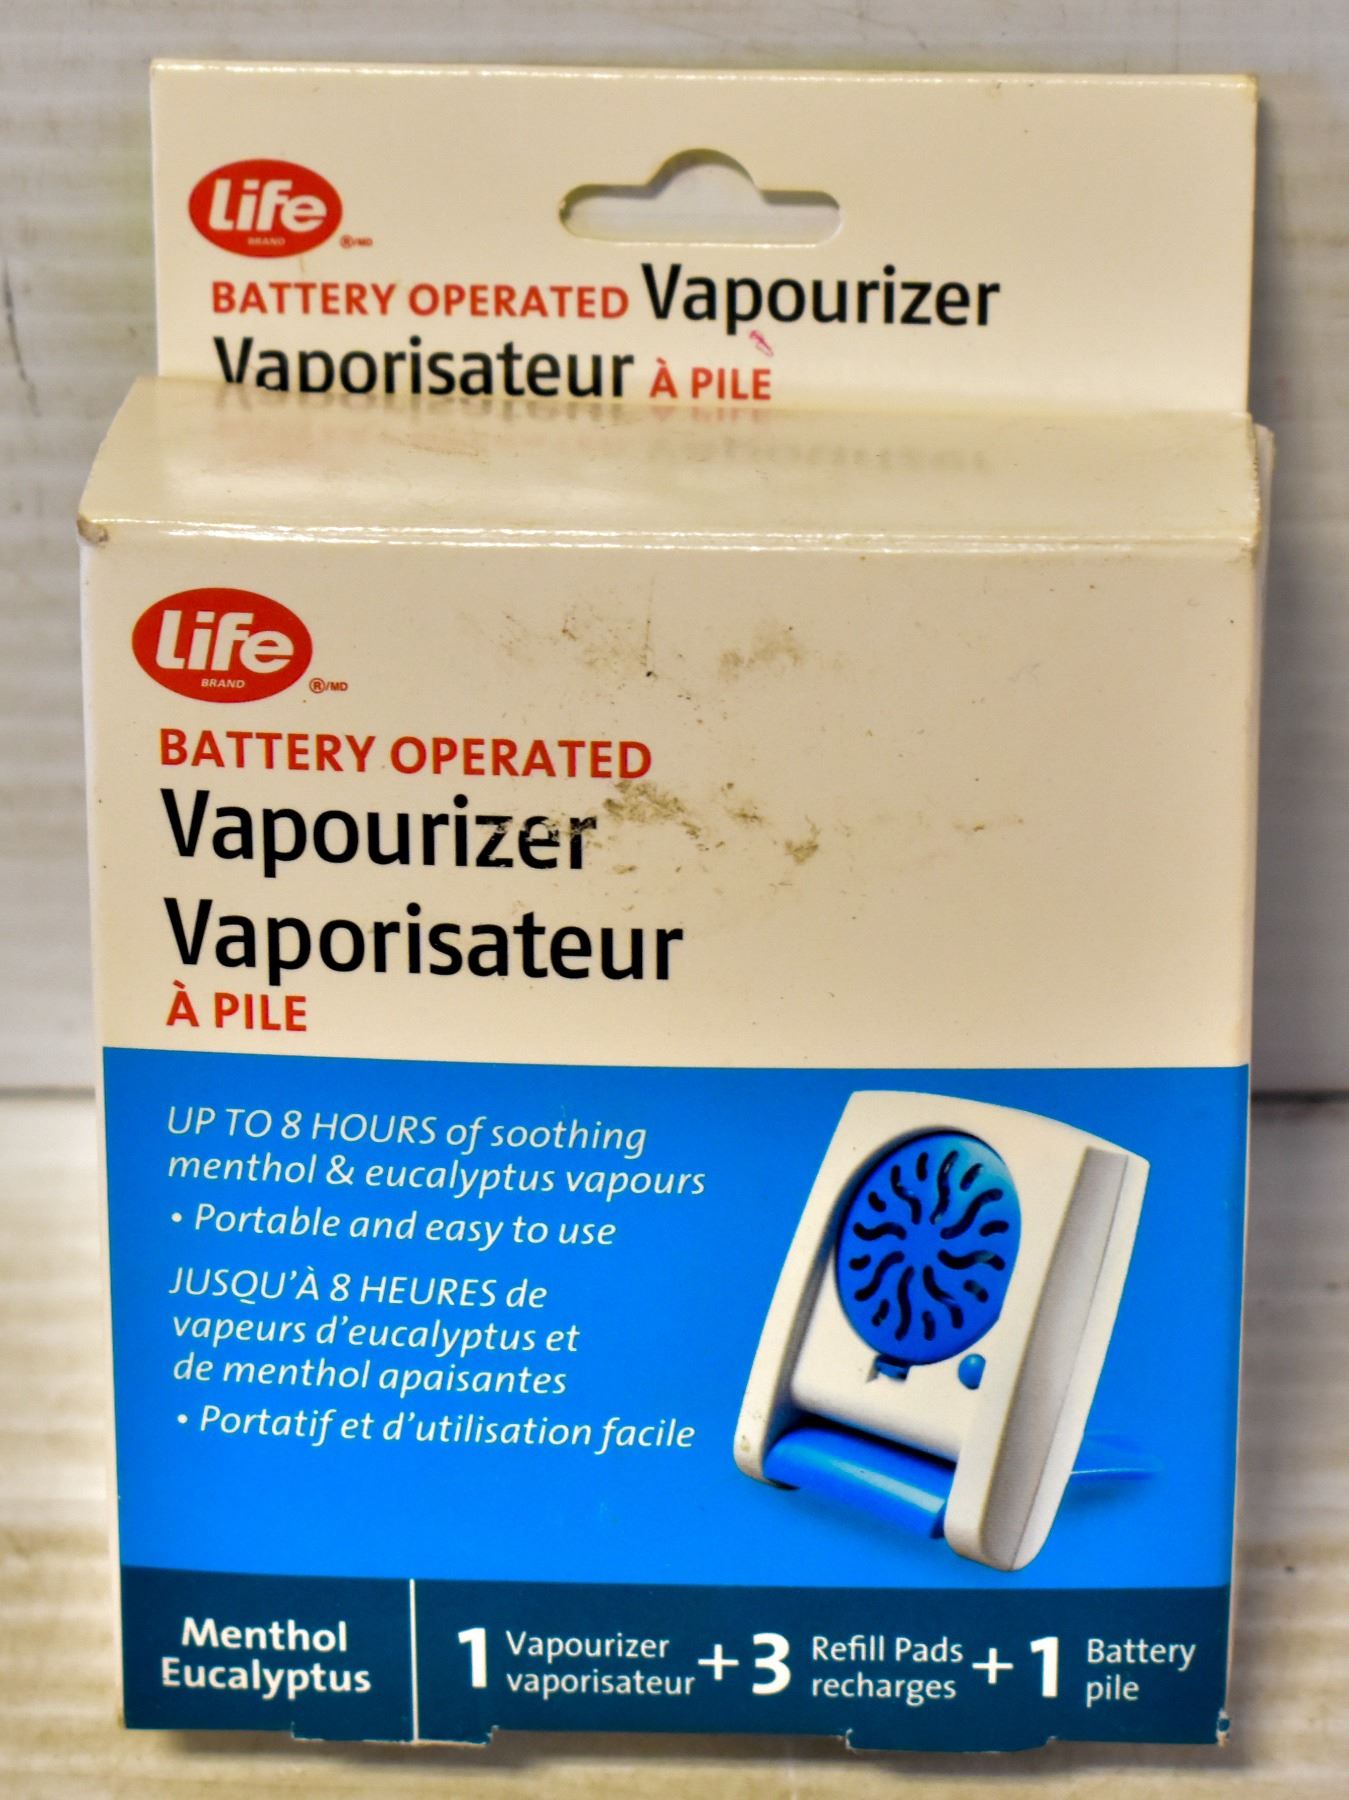 Life
BRAND
®/MD
BATTERY OPERATED Vapourizer
Vaporisateur À PILE
Life
BRAND
®/MD
BATTERY OPERATED
Vapourizer
Vaporisateur
À PILE
UP TO 8 HOURS of soothing
menthol & eucalyptus vapours
• Portable and easy to use
JUSQU'À 8 HEURES de
vapeurs d'eucalyptus et
de menthol apaisantes
• Portatif et d'utilisation facile
Menthol
Eucalyptus
1 Vapourizer
vaporisateur
+ 3 Refill Pads
recharges
+ 1 Battery
pile